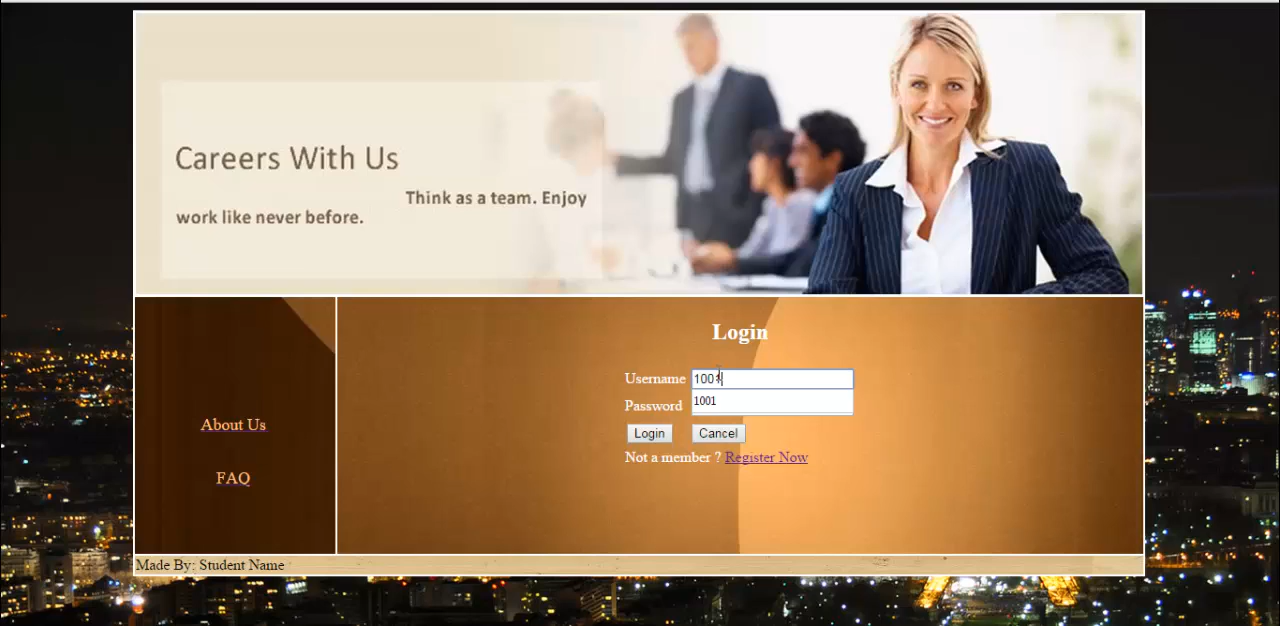 Careers With Us
Think as a team. Enjoy
work like never before.
Login
Username 1001
1001
Password
Login Cancel
Not a member ? Register Now
About Us
FAQ
Made By: Student Name